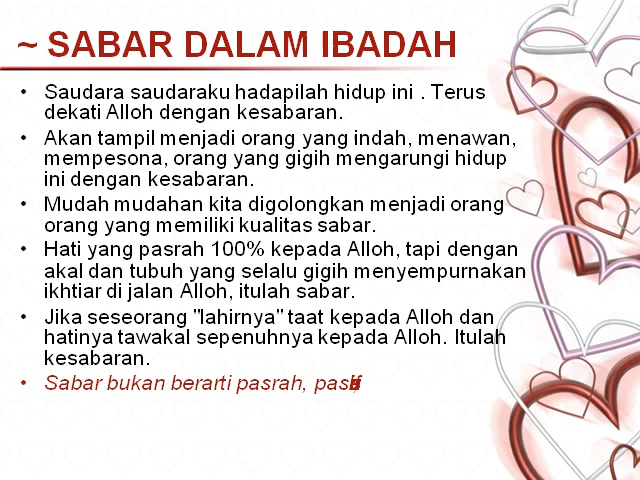 ~ SABAR DALAM IBADAH
• Saudara saudaraku hadapilah hidup ini . Terus
dekati Alloh dengan kesabaran.
• Akan tampil menjadi orang yang indah, menawan,
mempesona, orang yang gigih mengarungi hidup
ini dengan kesabaran.
• Mudah mudahan kita digolongkan menjadi orang
orang yang memiliki kualitas sabar.
• Hati yang pasrah 100% kepada Alloh, tapi dengan
akal dan tubuh yang selalu gigih menyempurnakan
ikhtiar di jalan Alloh, itulah sabar.
• Jika seseorang "lahirnya" taat kepada Alloh dan
hatinya tawakal sepenuhnya kepada Alloh. Itulah
kesabaran.
• Sabar bukan berarti pasrah,